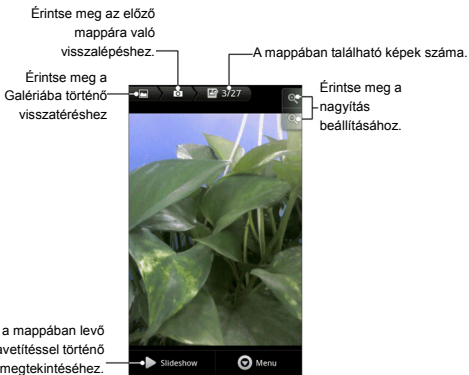 Érintse meg az előző
mappára való
visszalépéshez.
A mappában található képek száma.
Érintse meg a
Galériába történő
visszatéréshez
3/27
Érintse meg a
nagyítás
beállításához.
a mappában levő
történő
megtekintéséhez.
Slideshow
Menu